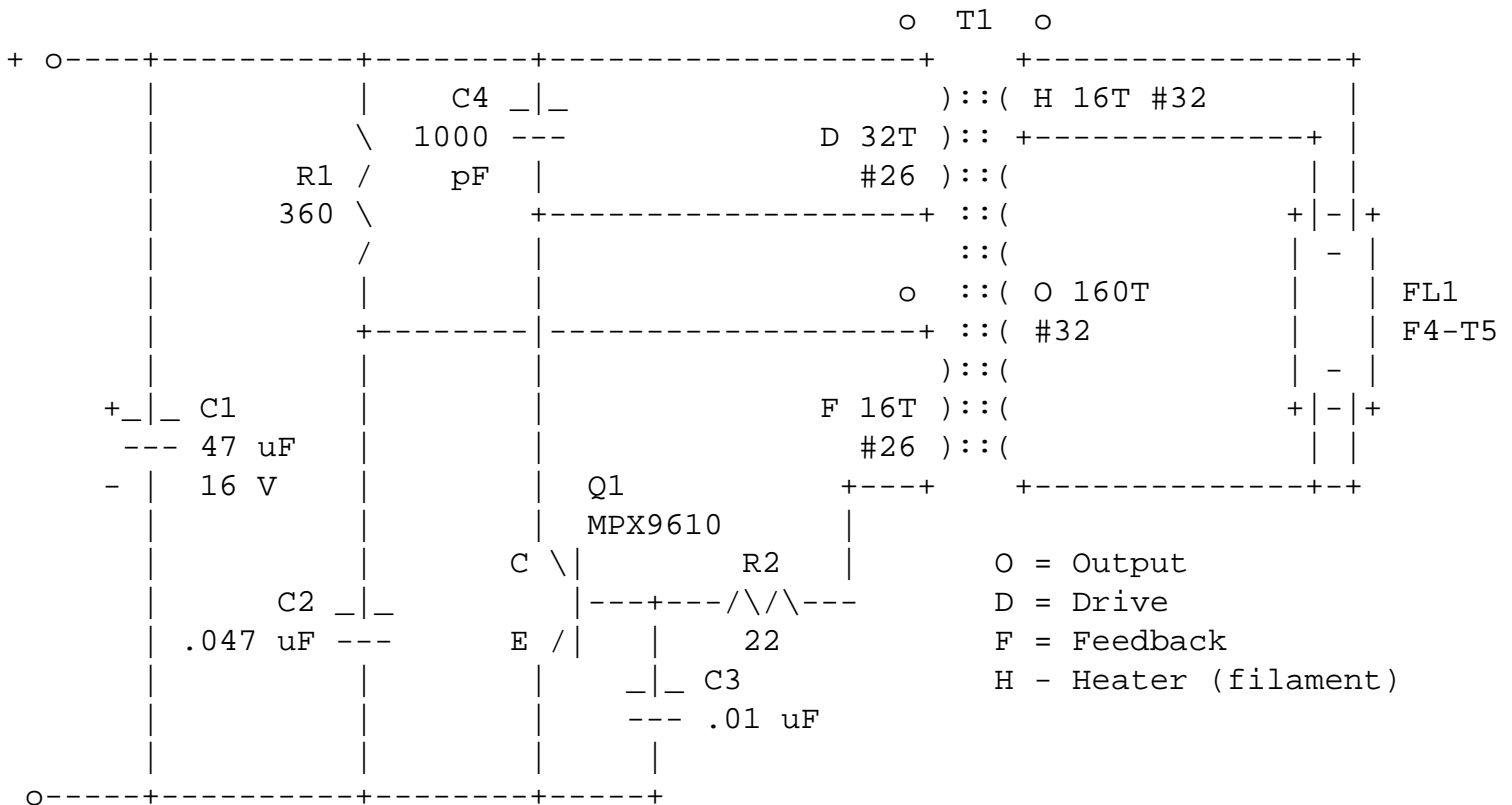 o T1 o
+ o----+----------+--------+-------------------+ +----------------+
| | C4 _|_ )::( H 16T #32 |
| \ 1000 --- D 32T ):: +--------------+ |
| R1 / pF | #26 )::( | |
| 360 \ +-------------------+ ::( +|-|+
| / | ::( | - |
| | | o ::( O 160T | | FL1
| +--------|-------------------+ ::( #32 | | F4-T5
| | | )::( | - |
+_|_ C1 | | F 16T )::( +|-|+
--- 47 uF | | #26 )::( | |
- | 16 V | | Q1 +---+ +--------------+-+
| | | MPX9610 |
| | C \| R2 | O = Output
| C2 _|_ |---+---/\/\--- D = Drive
| .047 uF --- E /| | 22 F = Feedback
| | | _|_ C3 H - Heater (filament)
| | | --- .01 uF
| | | |
o-----+----------+--------+-----+